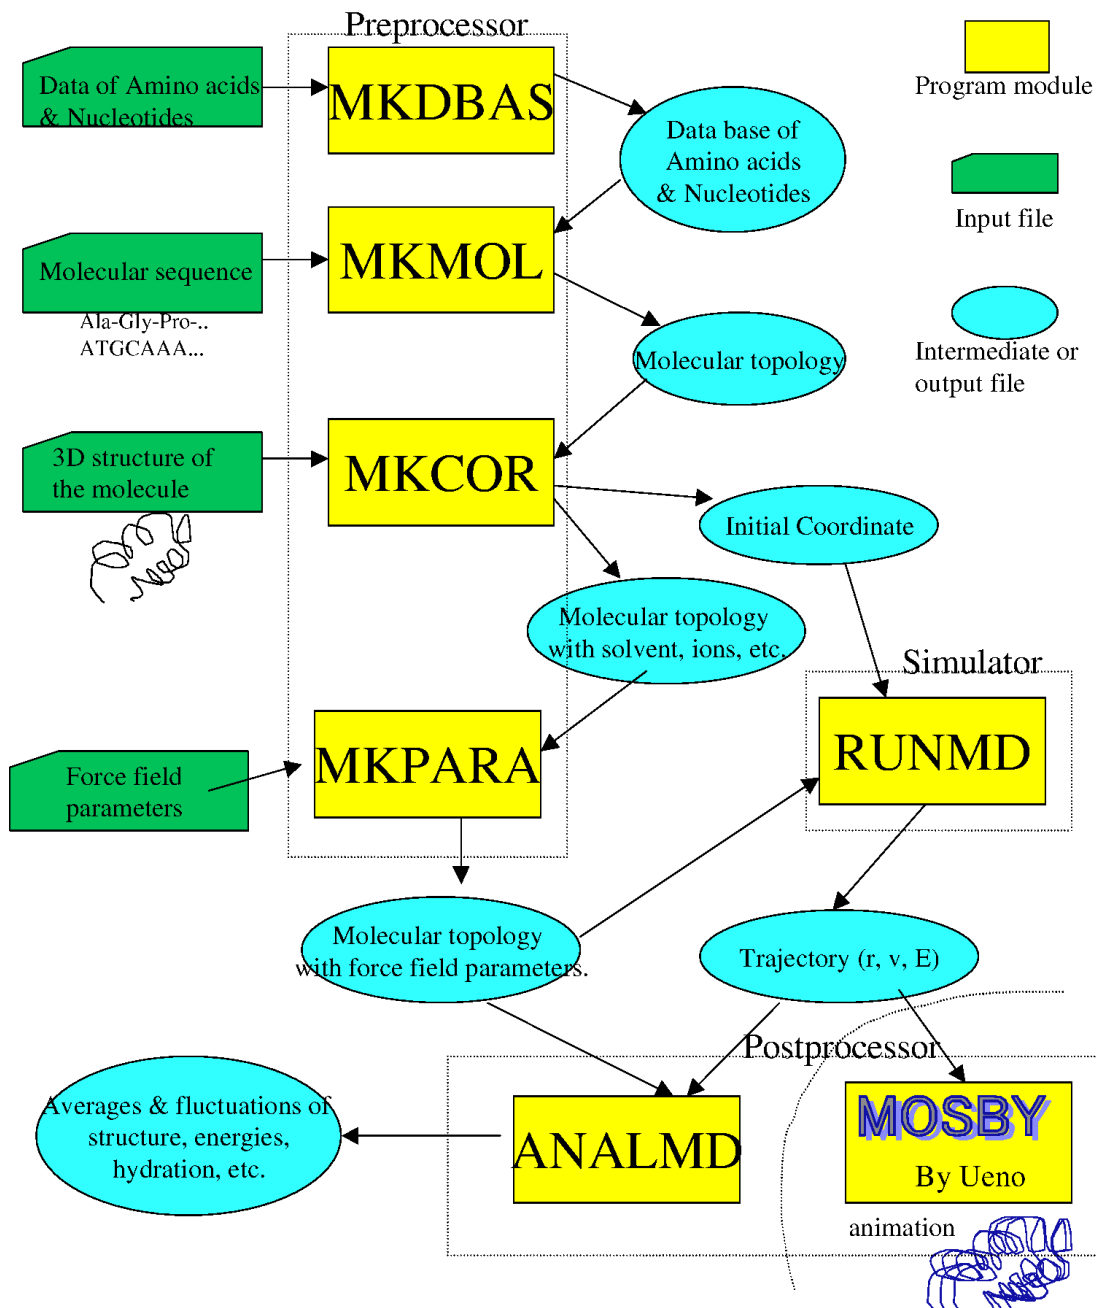 Preprocessor
Data of Amino acids
& Nucleotides
MKDBAS
Program module
Data base of
Amino acids
& Nucleotides
Input file
Molecular sequence
Ala-Gly-Pro-..
ATGCAAA...
MKMOL
Molecular topology
Intermediate or
output file
3D structure of
the molecule
MKCOR
Initial Coordinate
Molecular topology
with solvent, ions, etc.
Simulator
RUNMD
Force field
parameters
MKPARA
Molecular topology
with force field parameters.
Trajectory (r, v, E)
Postprocessor
Averages & fluctuations of
structure, energies,
hydration, etc.
ANALMD
MOSBY
By Ueno
animation